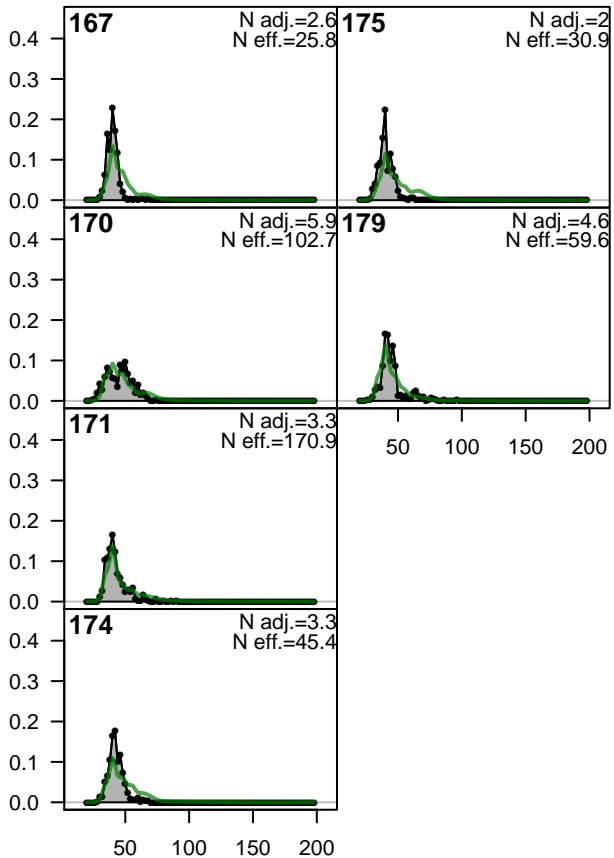 167
N adj.=2.6
N eff.=25.8
0.4
0.3
0.2
0.1
0.0
175
N adj.=2
N eff.=30.9
170
N adj.=5.9
N eff.=102.7
0.4
0.3
0.2
0.1
0.0
179
N adj.=4.6
N eff.=59.6
50 100 150 200
171
N adj.=3.3
N eff.=170.9
0.4
0.3
0.2
0.1
0.0
174
N adj.=3.3
N eff.=45.4
0.4
0.3
0.2
0.1
0.0
50 100 150 200